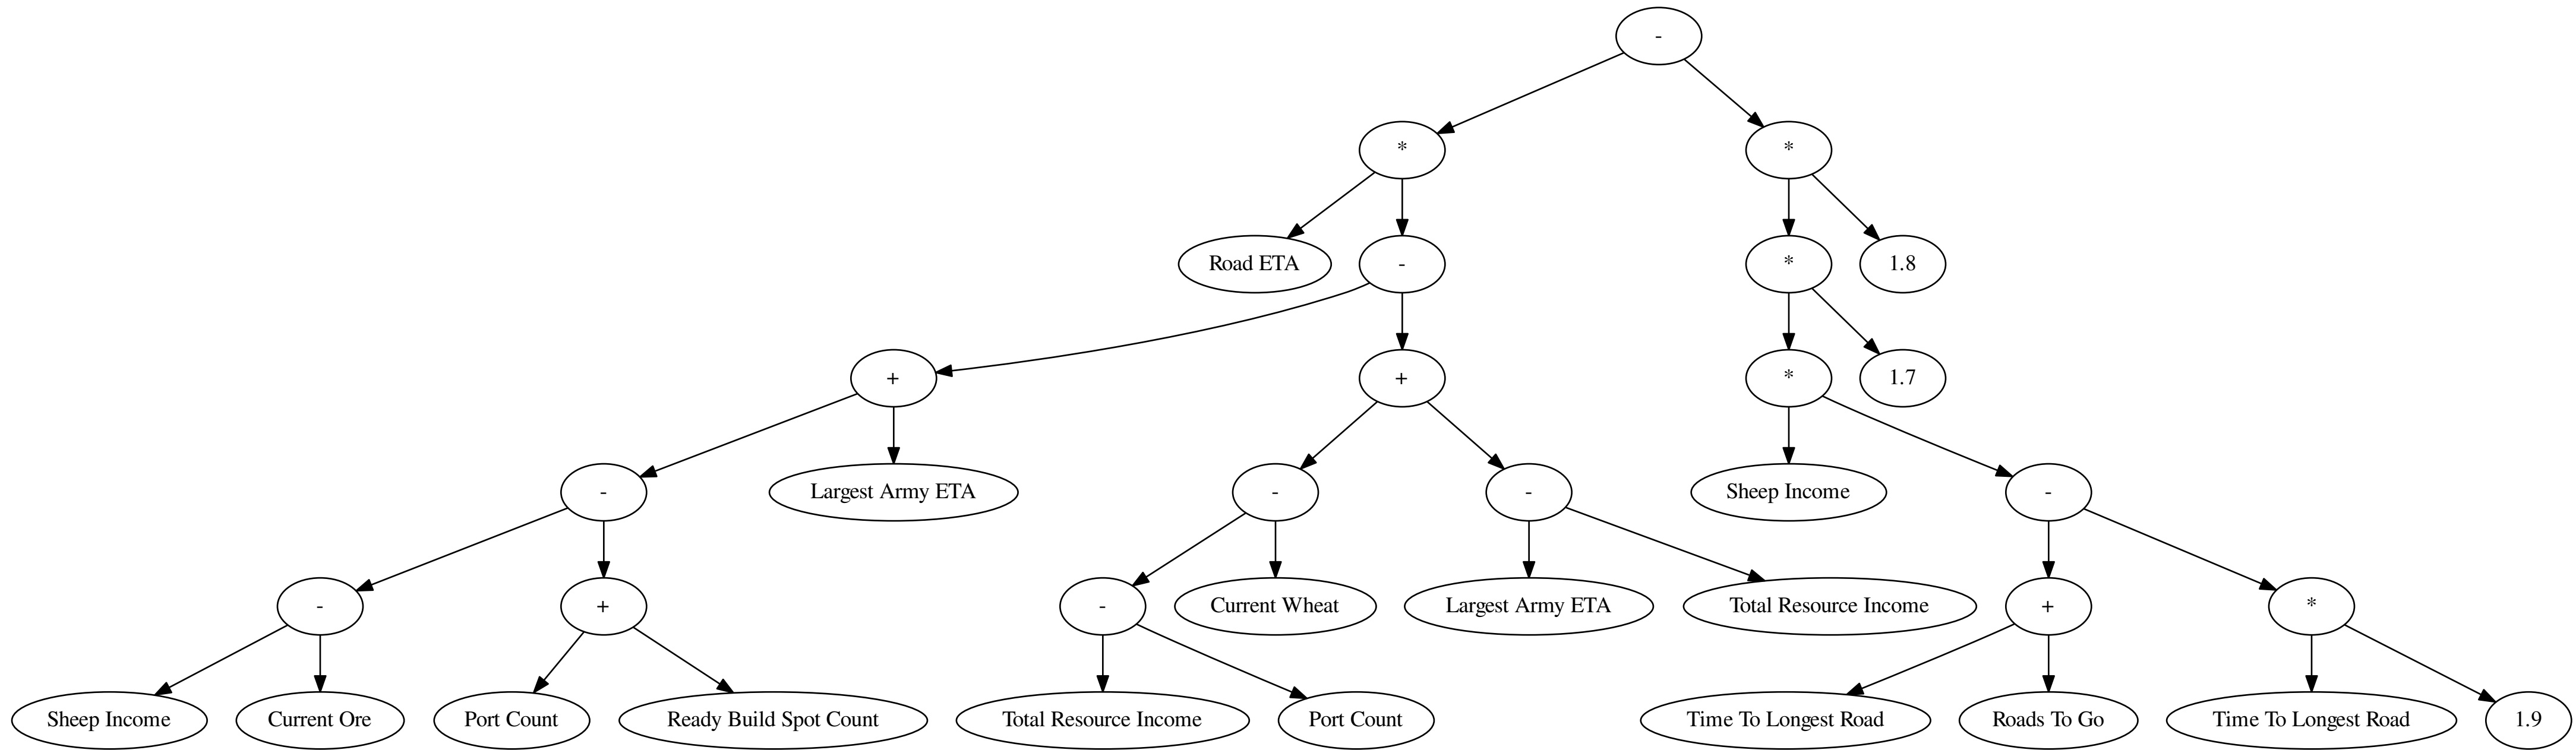 -
* *
Road ETA - * 1.8
+ + * 1.7
- Largest Army ETA - - Sheep Income -
- + - Current Wheat Largest Army ETA Total Resource Income + *
Sheep Income Current Ore Port Count Ready Build Spot Count Total Resource Income Port Count Time To Longest Road Roads To Go Time To Longest Road 1.9